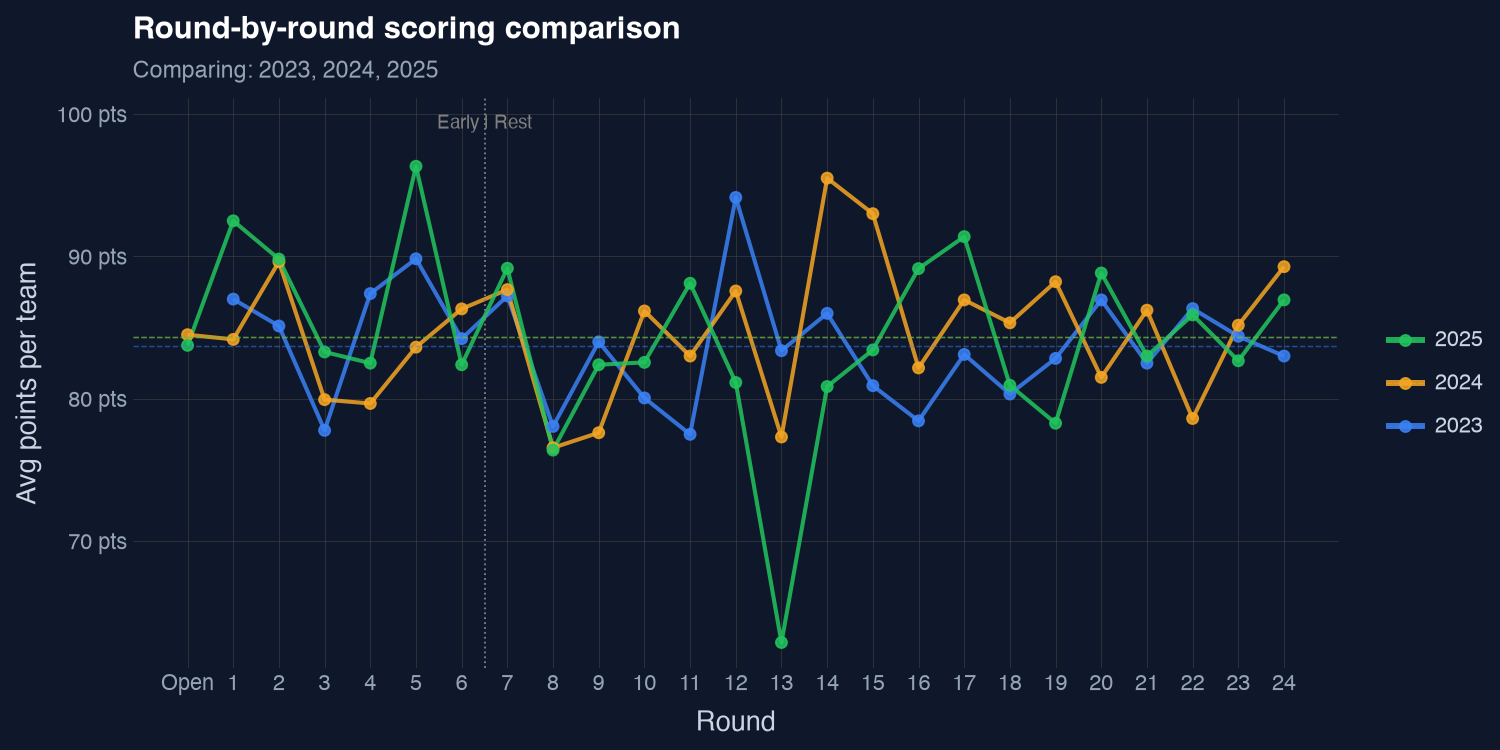 Round-by-round scoring comparison
Comparing: 2023, 2024, 2025
100 pts
90 pts
80 pts
70 pts
Avg points per team
Early | Rest
Open 1 2 3 4 5 6 7 8 9 10 11 12 13 14 15 16 17 18 19 20 21 22 23 24
Round
2025
2024
2023